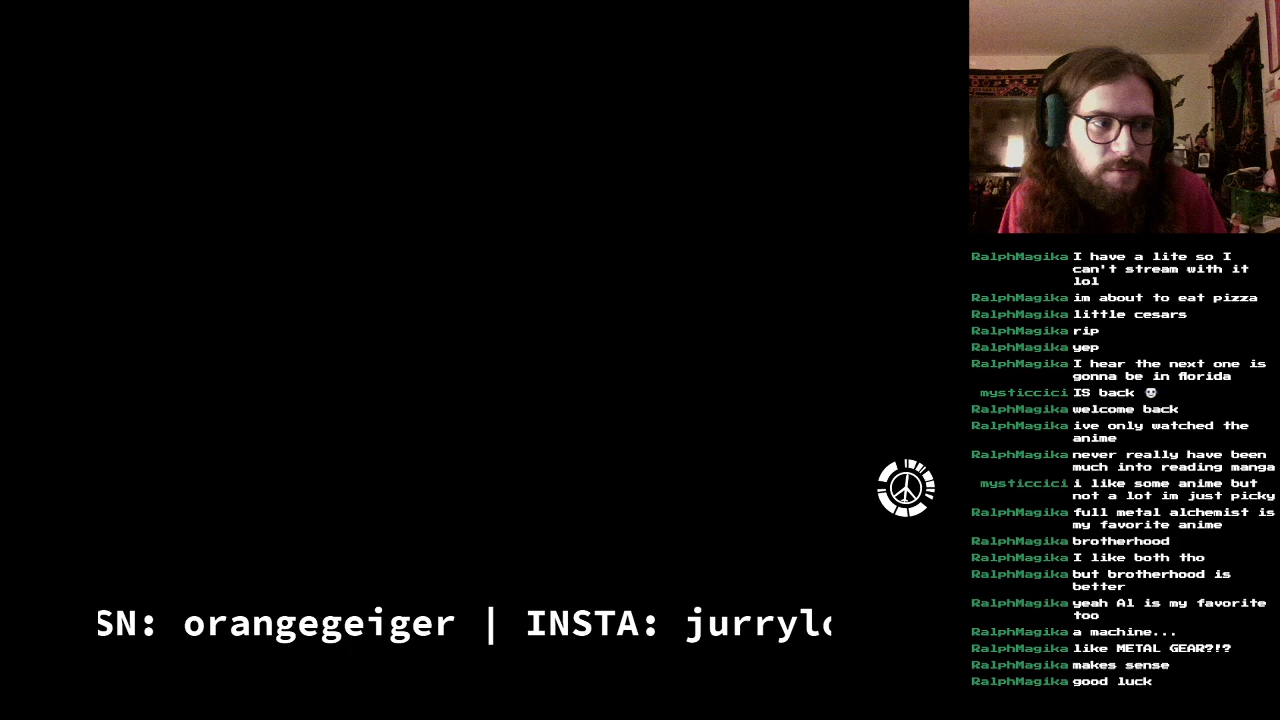 RalphMagika I have a lite so I
can't stream with it
lol
RalphMagika im about to eat pizza
RalphMagika little cesars
RalphMagika rip
RalphMagika yep
RalphMagika I hear the next one is
gonna be in florida
mysticcici IS back
RalphMagika welcome back
RalphMagika ive only watched the
anime
RalphMagika never really have been
much into reading manga
mysticcici i like some anime but
not a lot im just picky
RalphMagika full metal alchemist is
my favorite anime
RalphMagika brotherhood
RalphMagika I like both tho
RalphMagika but brotherhood is
better
RalphMagika yeah Al is my favorite
too
RalphMagika a machine...
RalphMagika like METAL GEAR?!?
RalphMagika makes sense
RalphMagika good luck
SN: orangegeiger | INSTA: jurryl